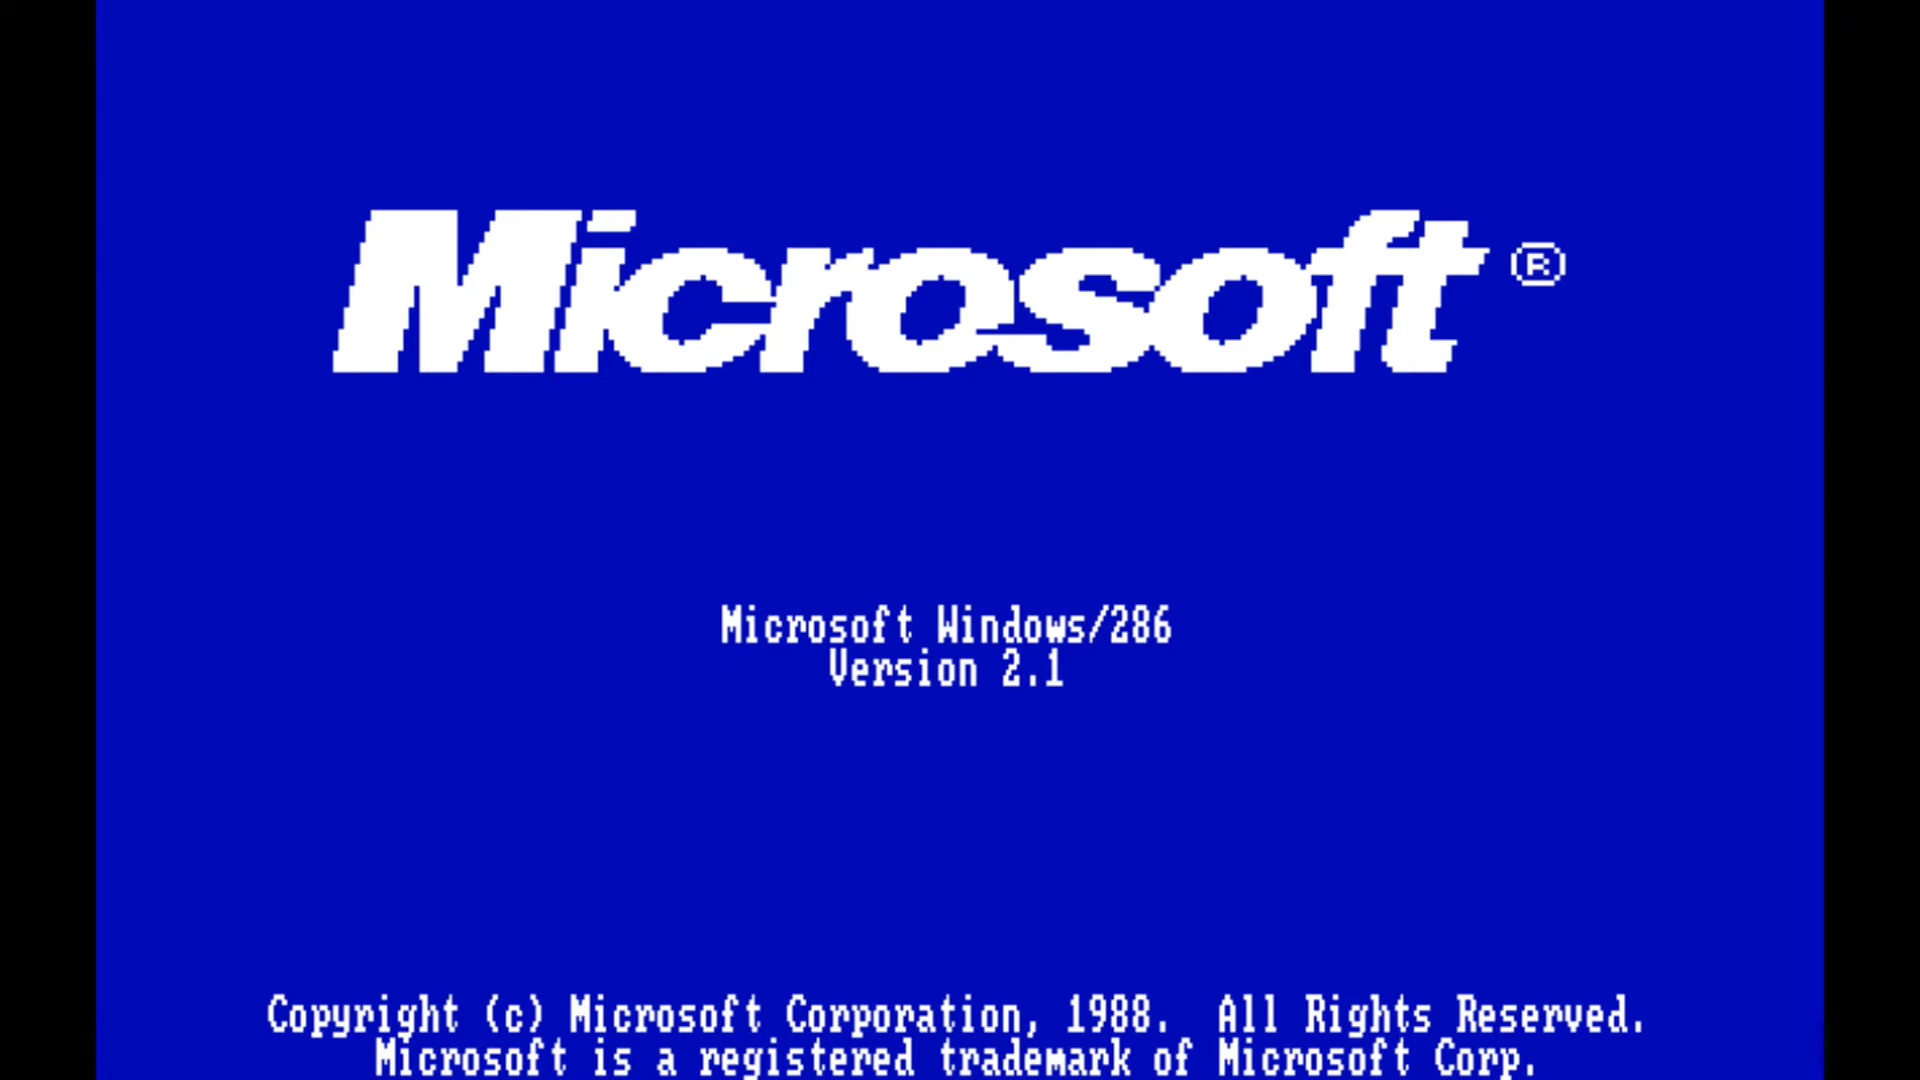 Microsoft®
Microsoft Windows/286
Version 2.1
Copyright (c) Microsoft Corporation, 1988.  All Rights Reserved.
Microsoft is a registered trademark of Microsoft Corp.